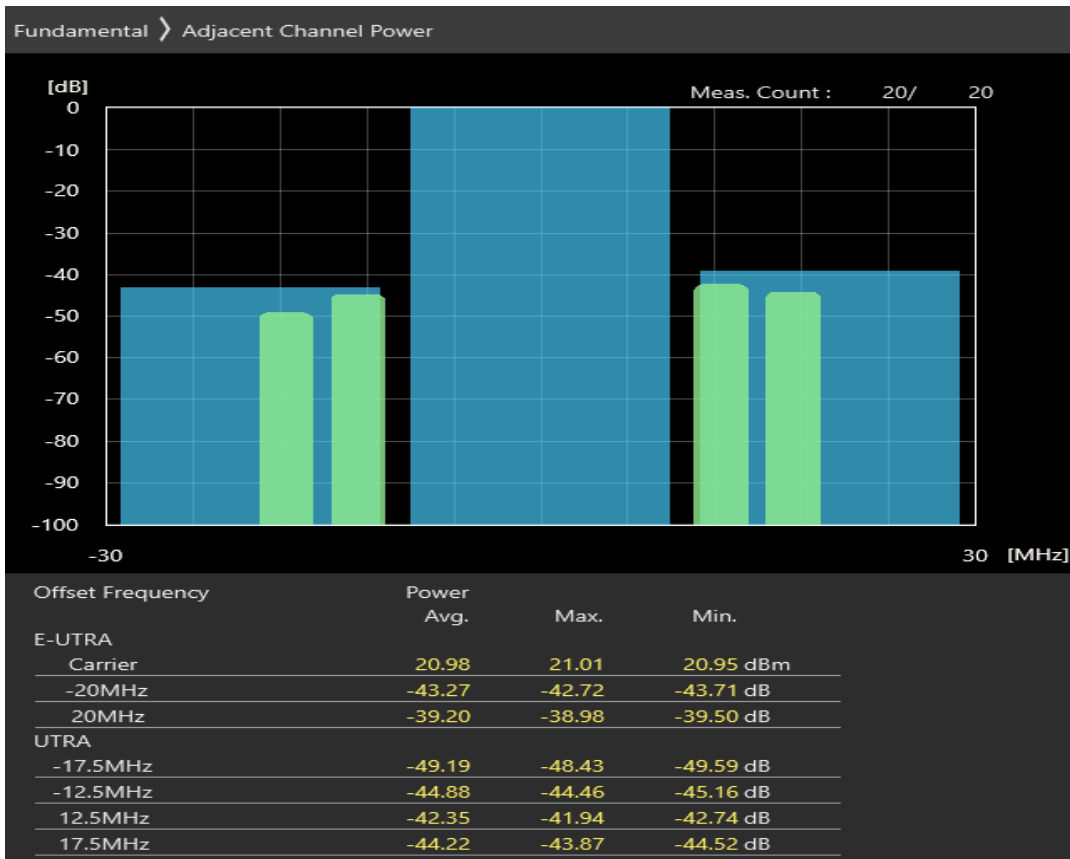 Fundamental 〉 Adjacent Channel Power
[dB]
Meas. Count : 20/ 20
0
-10
-20
-30
-40
-50
-60
-70
-80
-90
-100
-30 30 [MHz]
Offset Frequency Power
Avg. Max. Min.
E-UTRA
Carrier 20.98 21.01 20.95 dBm
-20MHz -43.27 -42.72 -43.71 dB
20MHz -39.20 -38.98 -39.50 dB
UTRA
-17.5MHz -49.19 -48.43 -49.59 dB
-12.5MHz -44.88 -44.46 -45.16 dB
12.5MHz -42.35 -41.94 -42.74 dB
17.5MHz -44.22 -43.87 -44.52 dB